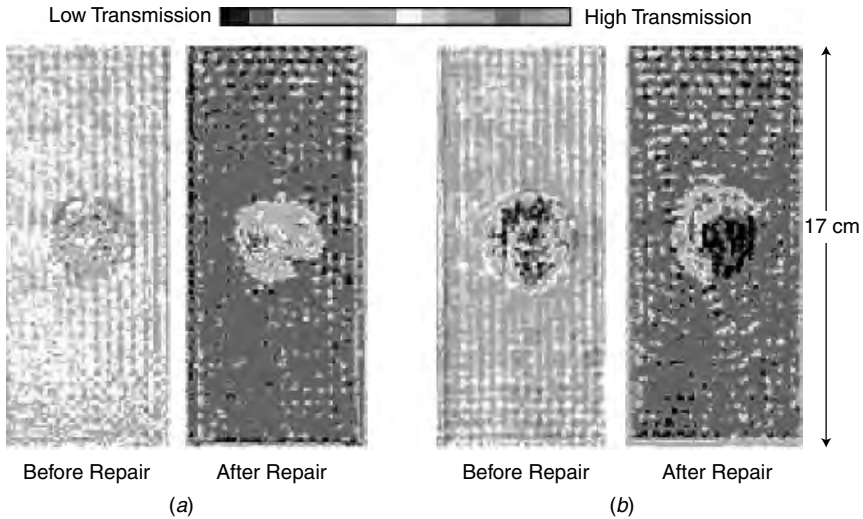 Low Transmission High Transmission
17 cm
Before Repair After Repair Before Repair After Repair
(a) (b)